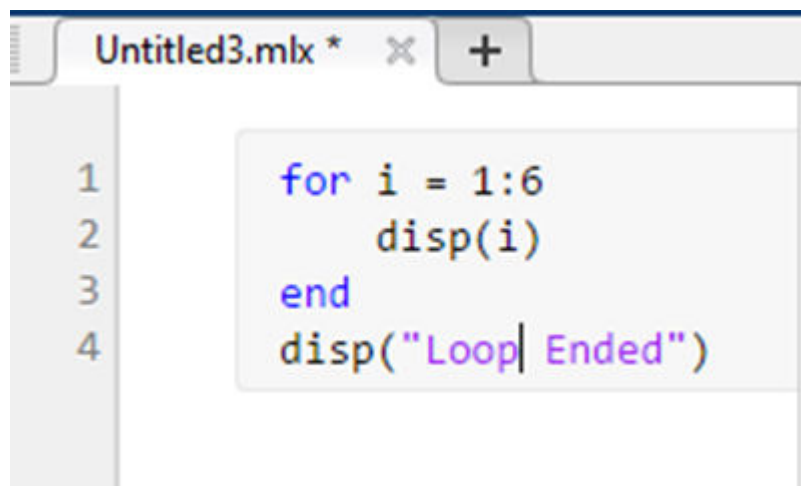 Untitled3.mlx *
+
1 for i = 1:6
2     disp(i)
3 end
4 disp("Loop Ended")